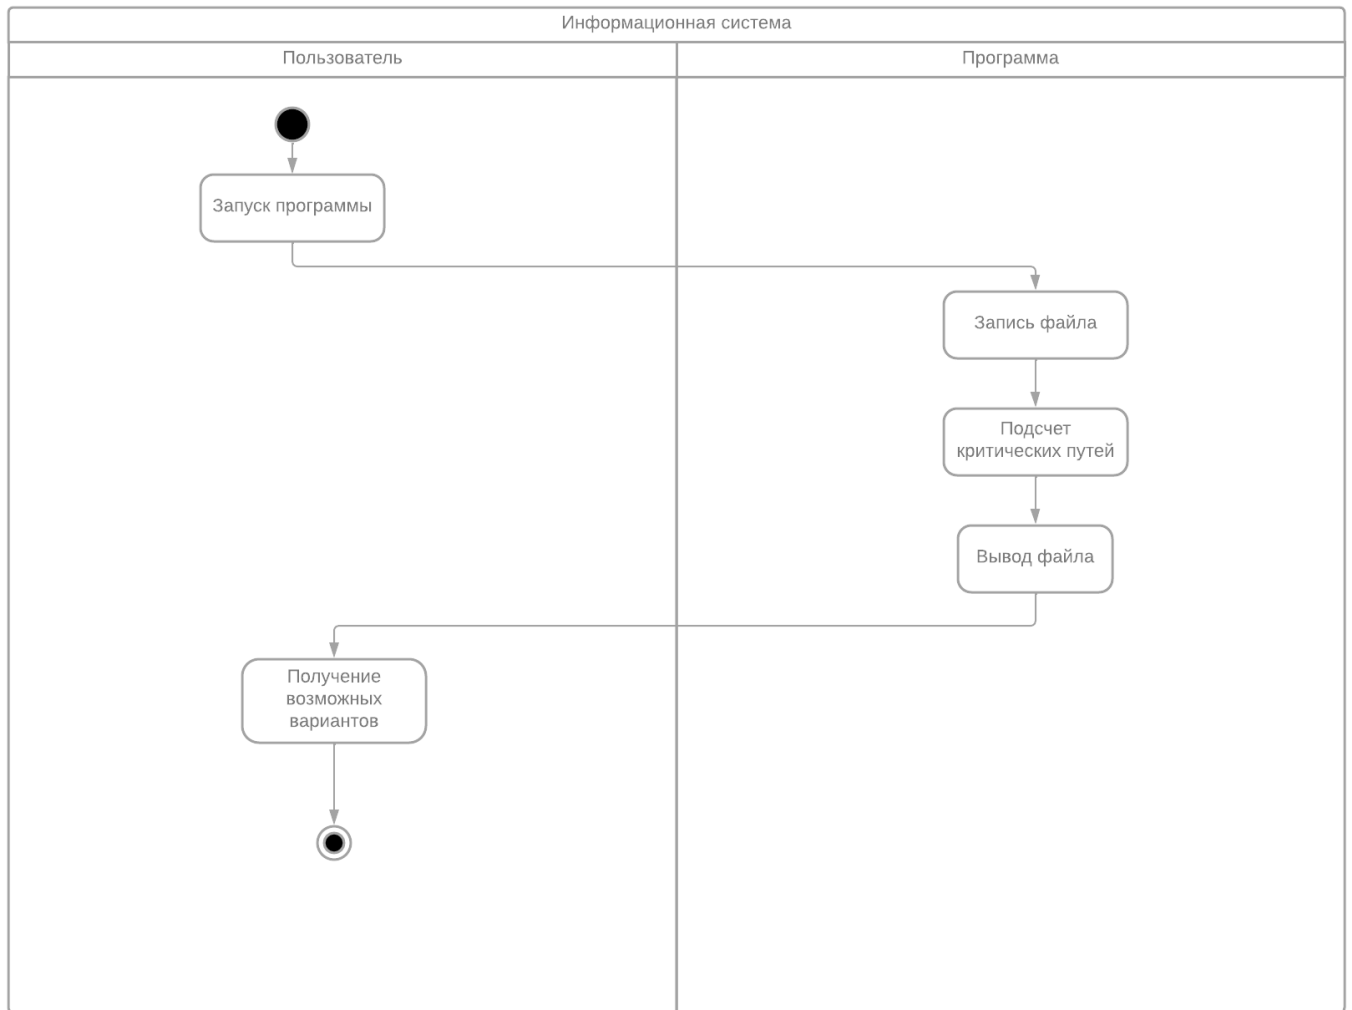 Информационная система
Пользователь
Программа
Запуск программы
Запись файла
Подсчет
критических путей
Вывод файла
Получение
возможных
вариантов